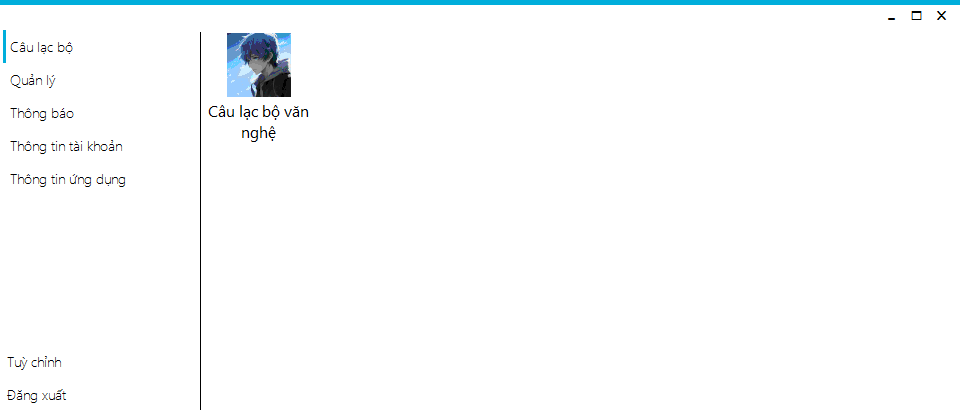 Câu lạc bộ
Quản lý
Thông báo
Thông tin tài khoản
Thông tin ứng dụng
Tuỳ chỉnh
Đăng xuất
Câu lạc bộ văn
nghệ